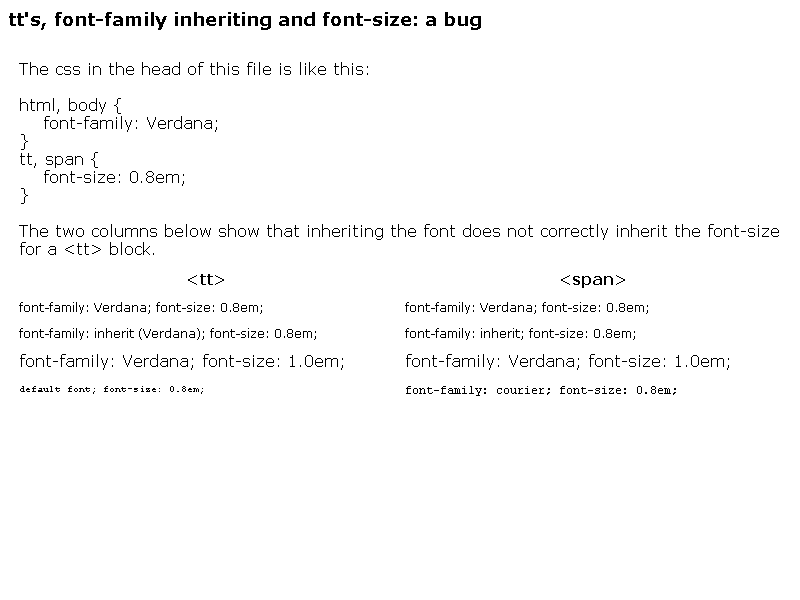 tt's, font-family inheriting and font-size: a bug
The css in the head of this file is like this:
html, body {
font-family: Verdana;
}
tt, span {
font-size: 0.8em;
}
The two columns below show that inheriting the font does not correctly inherit the font-size
for a <tt> block.
<tt> <span>
font-family: Verdana; font-size: 0.8em; font-family: Verdana; font-size: 0.8em;
font-family: inherit (Verdana); font-size: 0.8em; font-family: inherit; font-size: 0.8em;
font-family: Verdana; font-size: 1.0em; font-family: Verdana; font-size: 1.0em;
default font; font-size: 0.8em; font-family: courier; font-size: 0.8em;